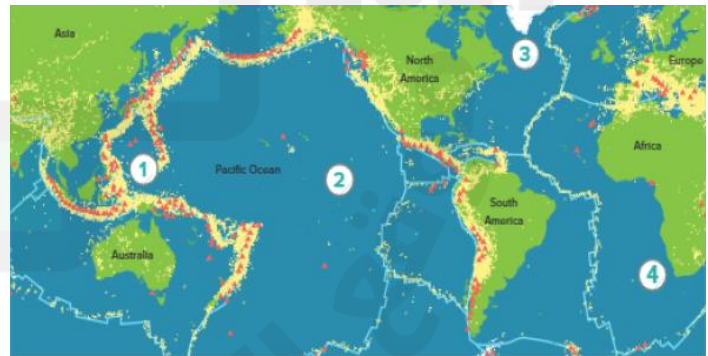 Asia
North
America
3
Europe
Africa
1
Pacific Ocean
2
South
America
Australia
4